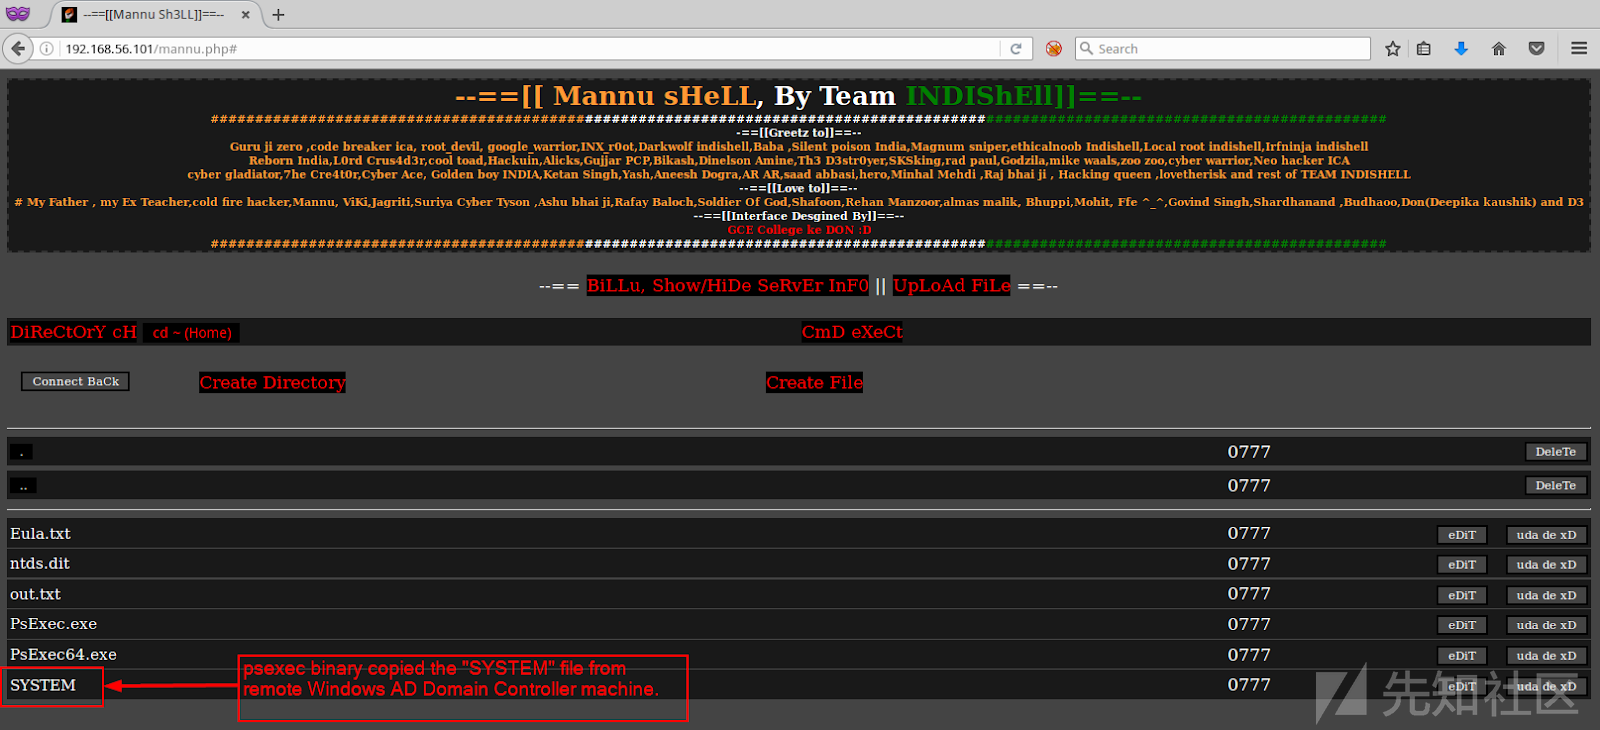 --==[[Mannu Sh3LL]]==--
192.168.56.101/mannu.php#
Search
--==[[ Mannu sHeLL, By Team INDIShEll]]==--
##########################################################################################################################################
-==[[Greetz to]]==--
Guru ji zero ,code breaker ica, root_devil, google_warrior,INX_r0ot,Darkwolf indishell,Baba ,Silent poison India,Magnum sniper,ethicalnoob Indishell,Local root indishell,Irfninja indishell
Reborn India,L0rd Crus4d3r,cool toad,Hackuin,Alicks,Gujjar PCP,Bikash,Dinelson Amine,Th3 D3str0yer,SKSking,rad paul,Godzila,mike waals,zoo zoo,cyber warrior,Neo hacker ICA
cyber gladiator,7he Cre4t0r,Cyber Ace, Golden boy INDIA,Ketan Singh,Yash,Aneesh Dogra,AR AR,saad abbasi,hero,Minhal Mehdi ,Raj bhai ji , Hacking queen ,lovetherisk and rest of TEAM INDISHELL
--==[[Love to]]==--
# My Father , my Ex Teacher,cold fire hacker,Mannu, ViKi,Jagriti,Suriya Cyber Tyson ,Ashu bhai ji,Rafay Baloch,Soldier Of God,Shafoon,Rehan Manzoor,almas malik, Bhuppi,Mohit, Ffe ^_^,Govind Singh,Shardhanand ,Budhaoo,Don(Deepika kaushik) and D3
--==[[Interface Desgined By]]==--
GCE College ke DON :D
##########################################################################################################################################
--== BiLLu, Show/HiDe SeRvEr InF0 || UpLoAd FiLe ==--
DiReCtOrY cH cd ~ (Home) CmD eXeCt
Connect BaCk Create Directory Create File
. 0777 DeleTe
.. 0777 DeleTe
Eula.txt 0777 eDiT uda de xD
ntds.dit 0777 eDiT uda de xD
out.txt 0777 eDiT uda de xD
PsExec.exe 0777 eDiT uda de xD
PsExec64.exe 0777 eDiT uda de xD
psexec binary copied the "SYSTEM" file from
remote Windows AD Domain Controller machine.
SYSTEM 0777 eDiT uda de xD
先知社区